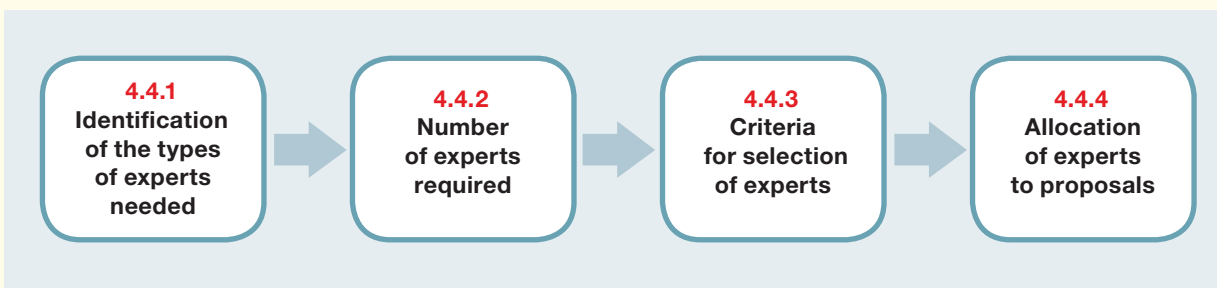 4.4.1
Identification
of the types
of experts
needed
4.4.2
Number
of experts
required
4.4.3
Criteria
for selection
of experts
4.4.4
Allocation
of experts
to proposals